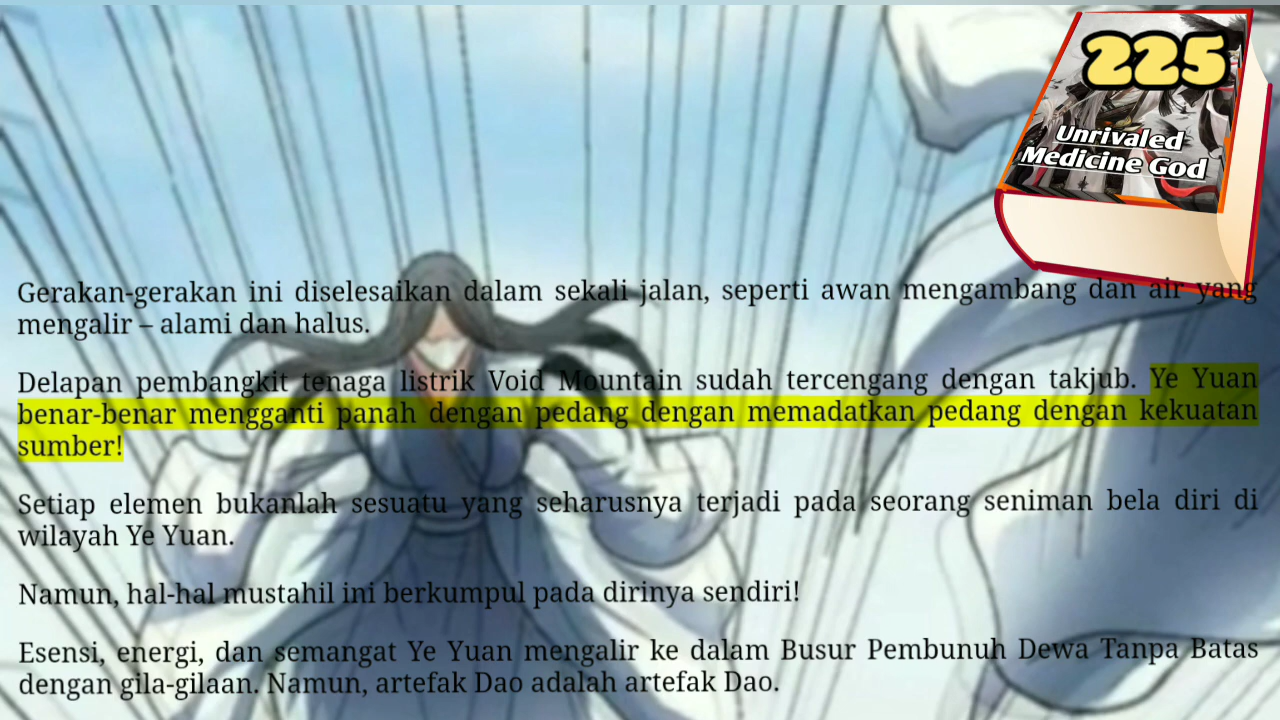 225
Unrivaled
Medicine God
Gerakan-gerakan ini diselesaikan dalam sekali jalan, seperti awan mengambang dan air yang
mengalir – alami dan halus.
Delapan pembangkit tenaga listrik Void Mountain sudah tercengang dengan takjub. Ye Yuan
benar-benar mengganti panah dengan pedang dengan memadatkan pedang dengan kekuatan
sumber!
Setiap elemen bukanlah sesuatu yang seharusnya terjadi pada seorang seniman bela diri di
wilayah Ye Yuan.
Namun, hal-hal mustahil ini berkumpul pada dirinya sendiri!
Esensi, energi, dan semangat Ye Yuan mengalir ke dalam Busur Pembunuh Dewa Tanpa Batas
dengan gila-gilaan. Namun, artefak Dao adalah artefak Dao.